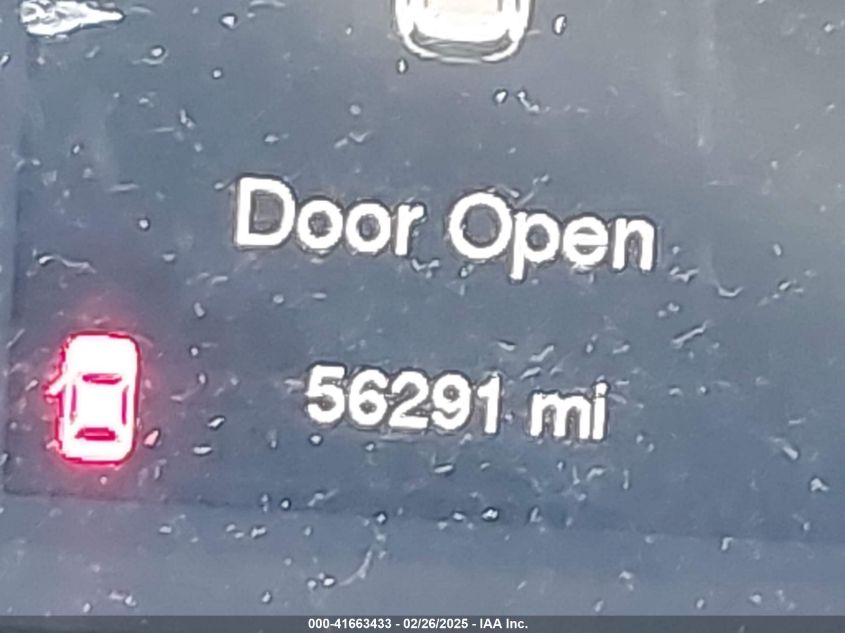 Door Open
56291 mi
000-41663433 - 02/26/2025 - IAA Inc.